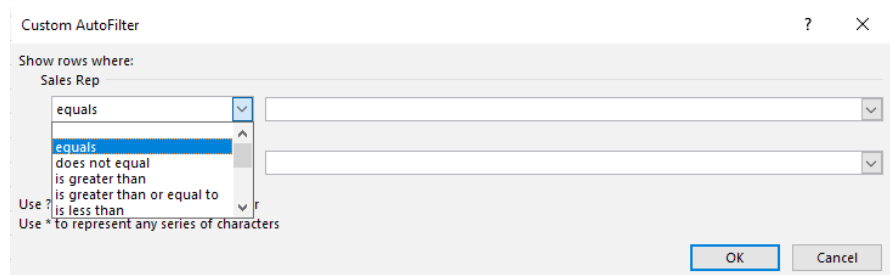 Custom AutoFilter ?
Show rows where:
Sales Rep
equals
equals
does not equal
is greater than
is greater than or equal to
is less than
Use ? r
Use * to represent any series of characters
OK Cancel